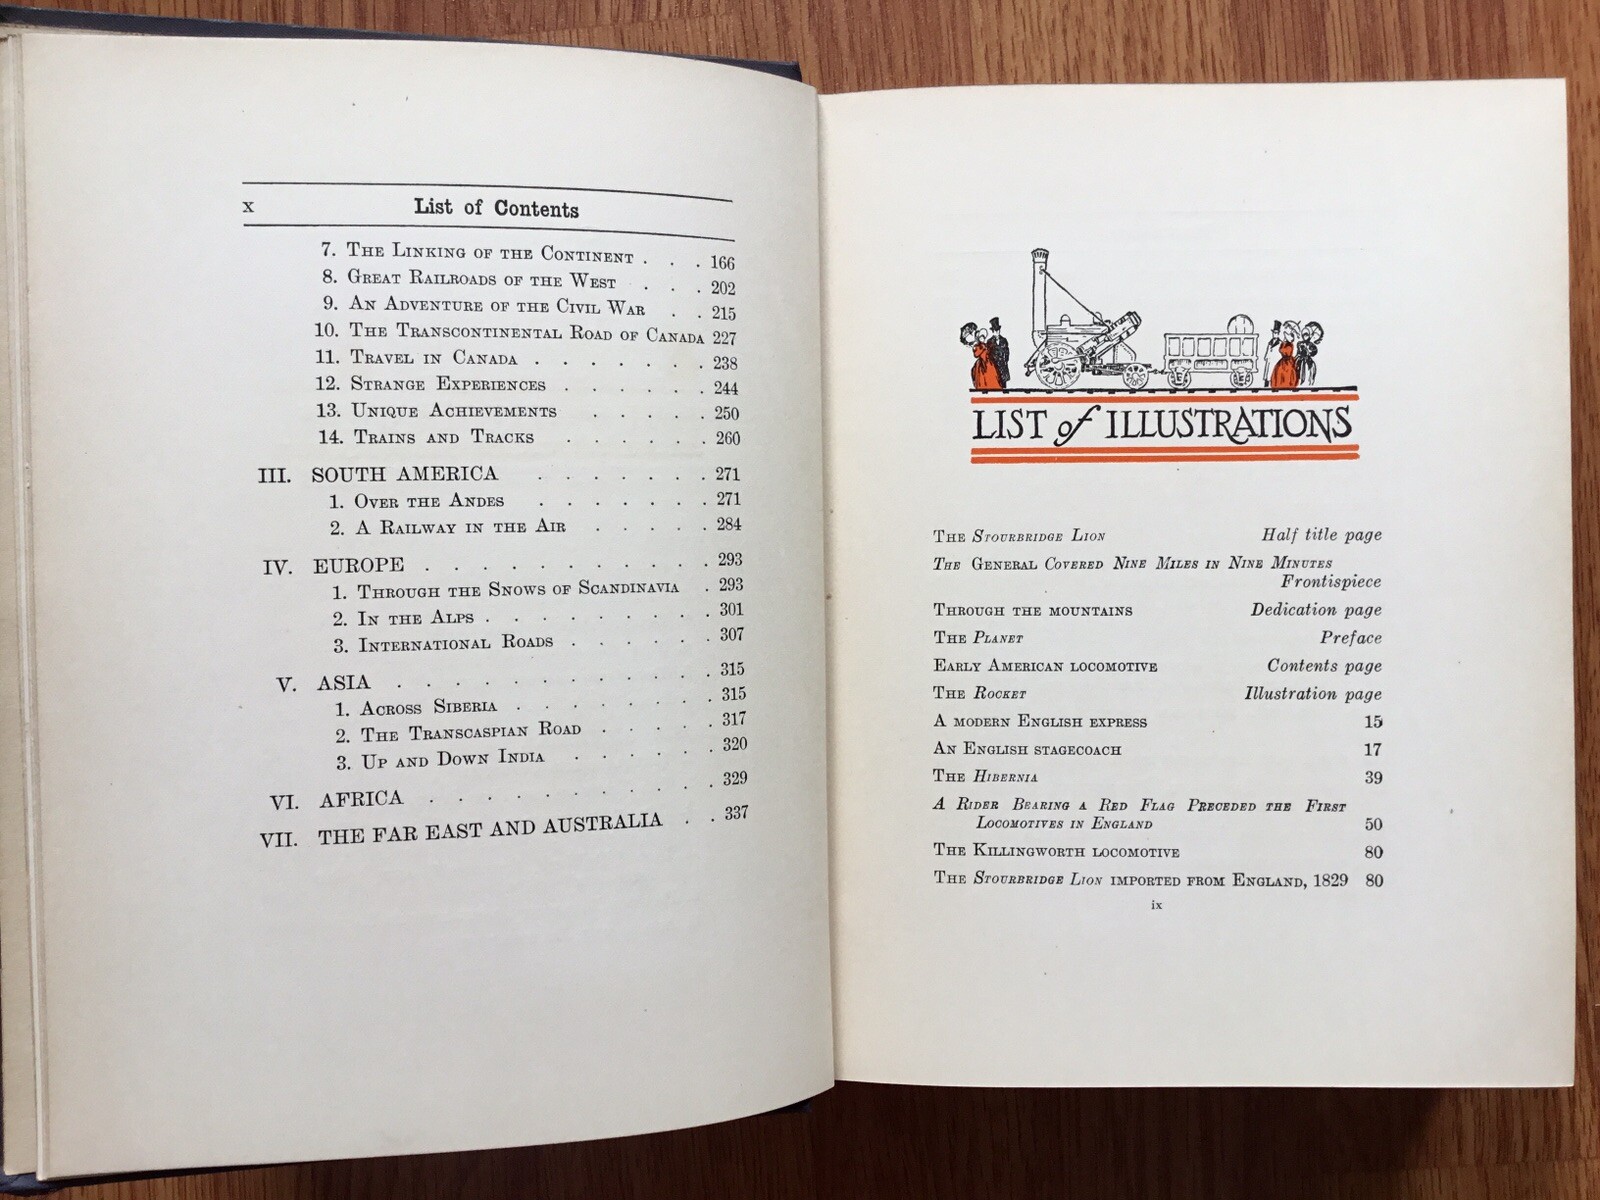 x List of Contents
7. The Linking of the Continent . . . 166
8. Great Railroads of the West . . . 202
9. An Adventure of the Civil War . . 215
10. The Transcontinental Road of Canada 227
11. Travel in Canada . . . . . . . 238
12. Strange Experiences . . . . . . 244
13. Unique Achievements . . . . . 250
14. Trains and Tracks . . . . . . 260
III. SOUTH AMERICA . . . . . . . 271
1. Over the Andes . . . . . . . 271
2. A Railway in the Air . . . . . 284
IV. EUROPE . . . . . . . . . . . 293
1. Through the Snows of Scandinavia . 293
2. In the Alps . . . . . . . . . 301
3. International Roads . . . . . . 307
V. ASIA . . . . . . . . . . . . 315
1. Across Siberia . . . . . . . . 315
2. The Transcaspian Road . . . . . 317
3. Up and Down India . . . . . . 320
VI. AFRICA . . . . . . . . . . . 329
VII. THE FAR EAST AND AUSTRALIA . . 337
LIST of ILLUSTRATIONS
The Stourbridge Lion Half title page
The General Covered Nine Miles in Nine Minutes
Frontispiece
Through the mountains Dedication page
The Planet Preface
Early American locomotive Contents page
The Rocket Illustration page
A modern English express 15
An English stagecoach 17
The Hibernia 39
A Rider Bearing a Red Flag Preceded the First
Locomotives in England 50
The Killingworth locomotive 80
The Stourbridge Lion imported from England, 1829 80
ix